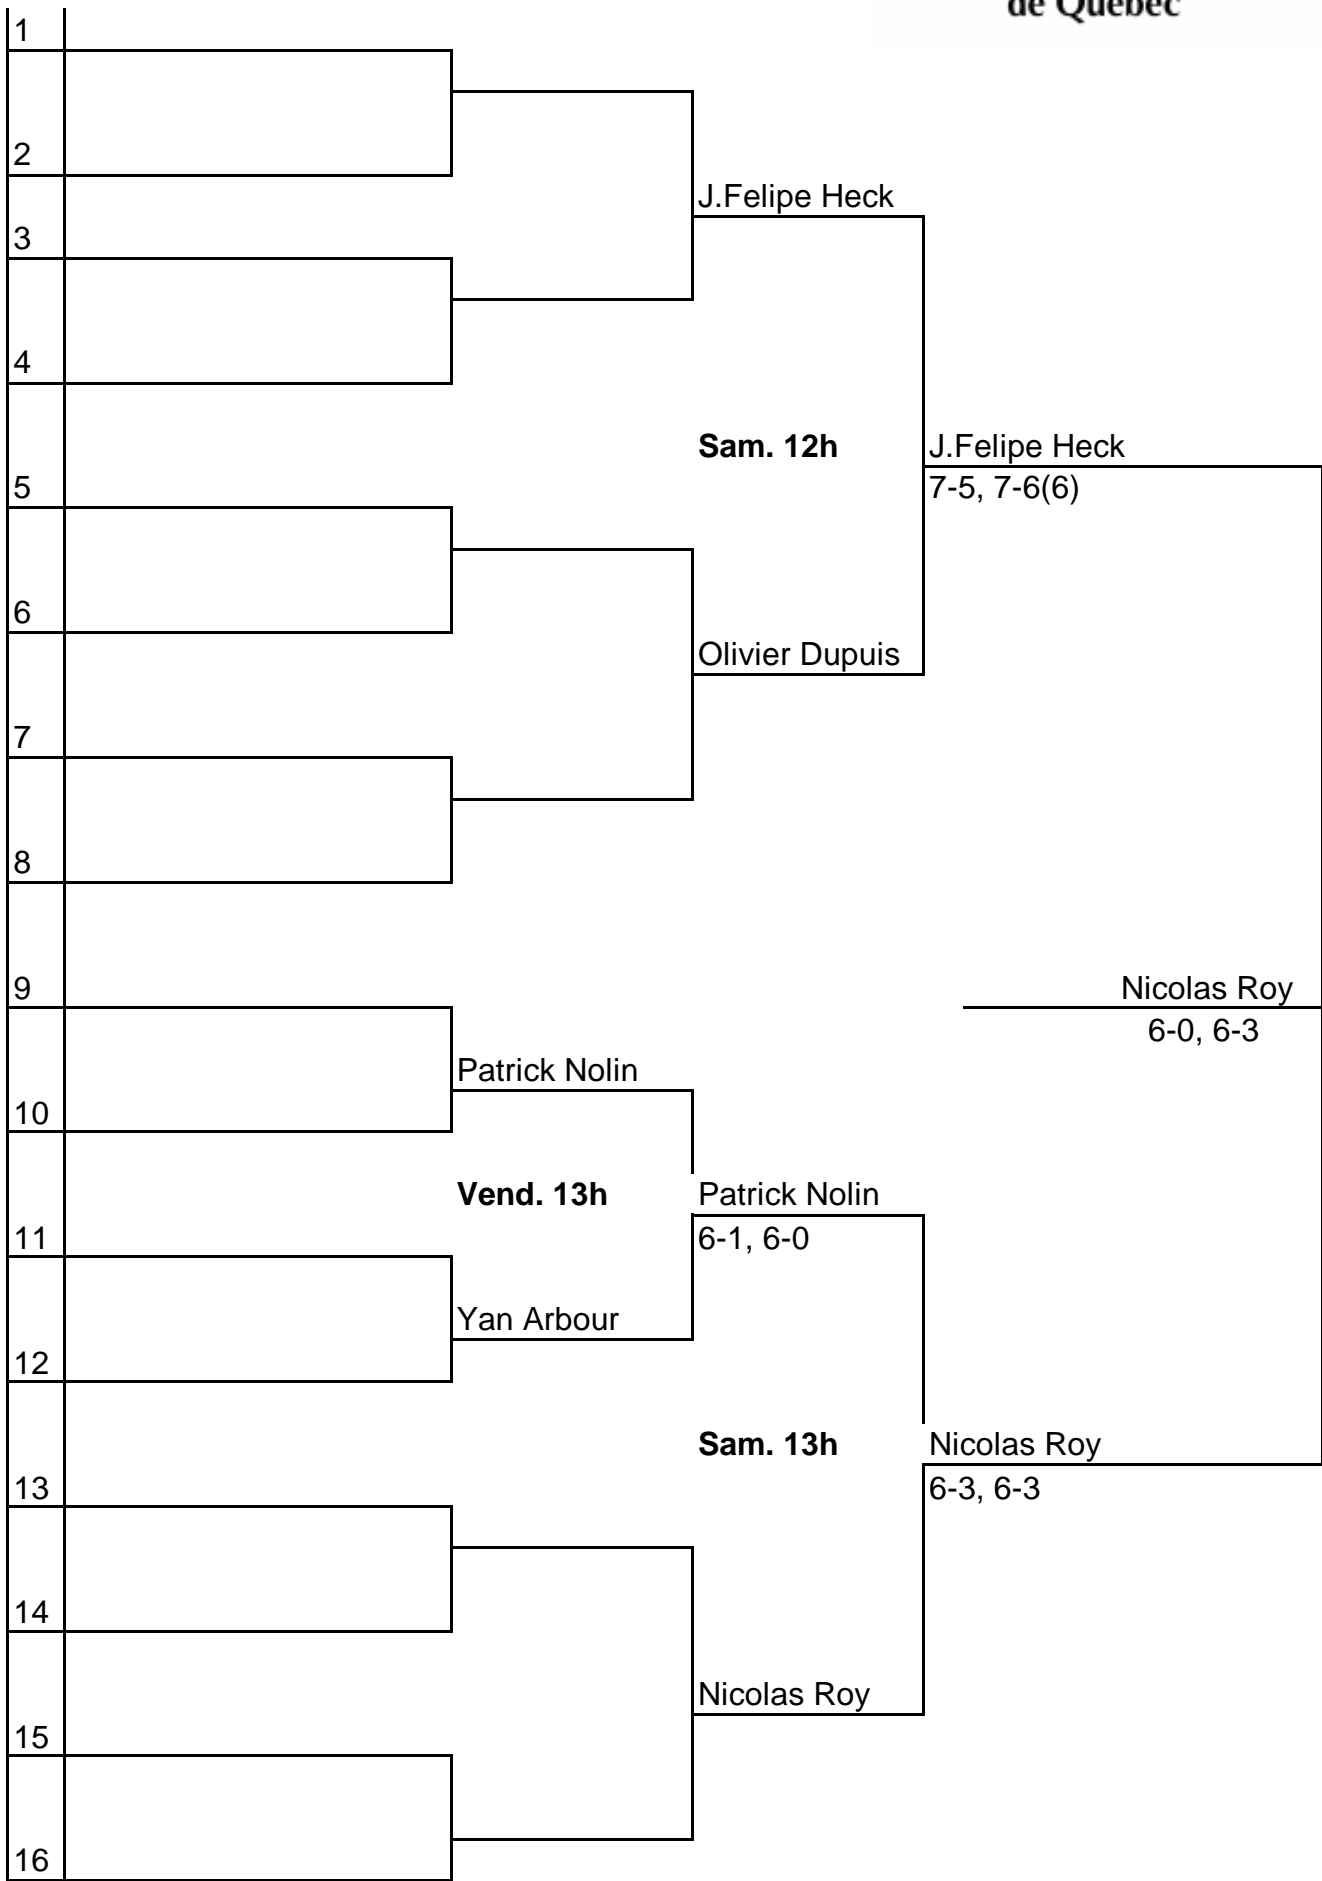 de Québec
1
2
J.Felipe Heck
3
4
Sam. 12h
J.Felipe Heck
5
7-5, 7-6(6)
6
Olivier Dupuis
7
8
9
Nicolas Roy
6-0, 6-3
Patrick Nolin
10
Vend. 13h
Patrick Nolin
11
6-1, 6-0
Yan Arbour
12
Sam. 13h
Nicolas Roy
13
6-3, 6-3
14
Nicolas Roy
15
16